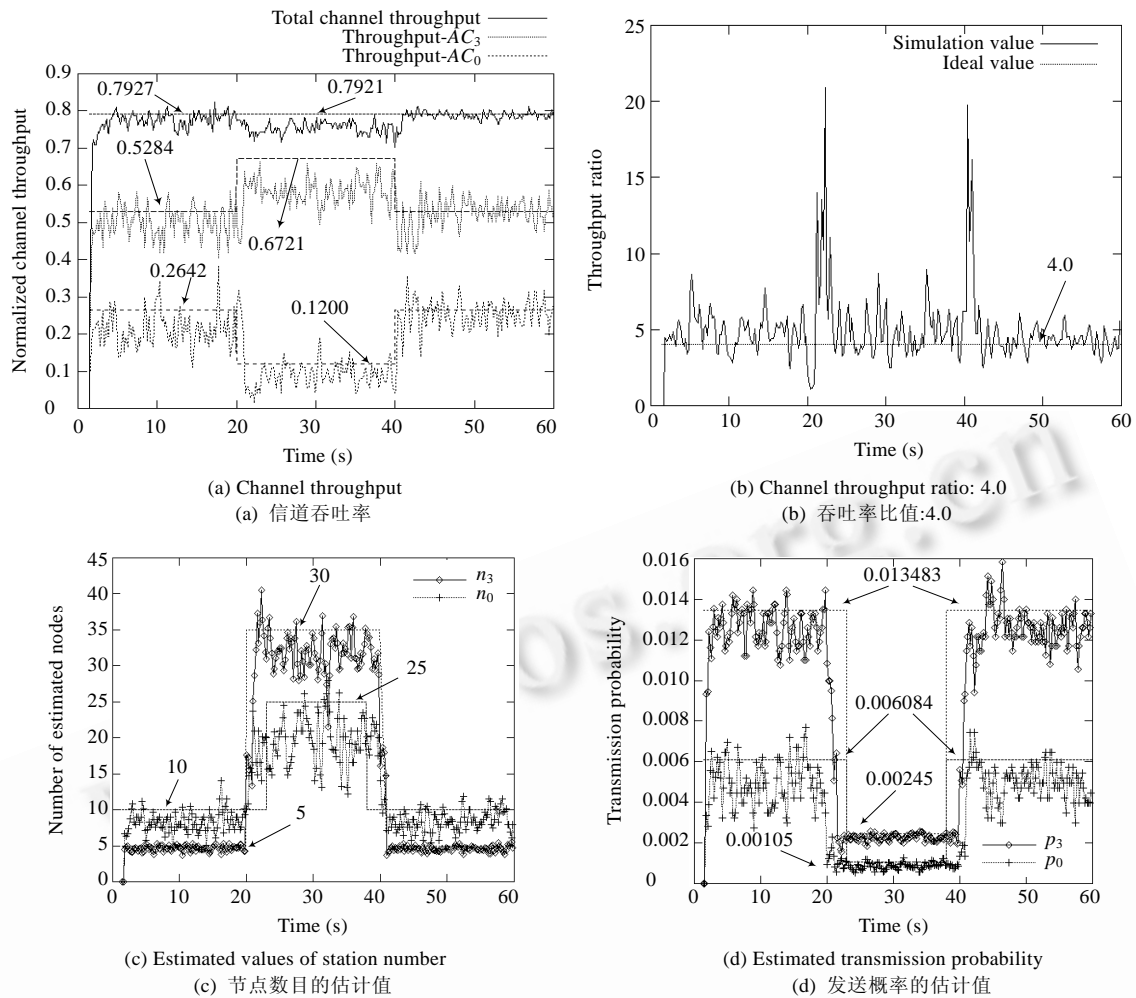 Total channel throughput
Throughput-AC3
Throughput-AC0
Normalized channel throughput
0.9
0.8
0.7
0.6
0.5
0.4
0.3
0.2
0.1
0
0.7927
0.7921
0.5284
0.6721
0.2642
0.1200
10 20 30 40 50 60
Time (s)
(a) Channel throughput
(a) 信道吞吐率
Simulation value
Ideal value
Throughput ratio
25
20
15
10
5
0
4.0
10 20 30 40 50 60
Time (s)
(b) Channel throughput ratio: 4.0
(b) 吞吐率比值:4.0
Number of estimated nodes
45
40
35
30
25
20
15
10
5
0
n3
n0
30
25
10
5
0 10 20 30 40 50 60
Time (s)
(c) Estimated values of station number
(c) 节点数目的估计值
Transmission probability
0.016
0.014
0.012
0.010
0.008
0.006
0.004
0.002
0
0.013483
0.006084
0.00245
0.00105
p3
p0
0 10 20 30 40 50 60
Time (s)
(d) Estimated transmission probability
(d) 发送概率的估计值
os.org.cn